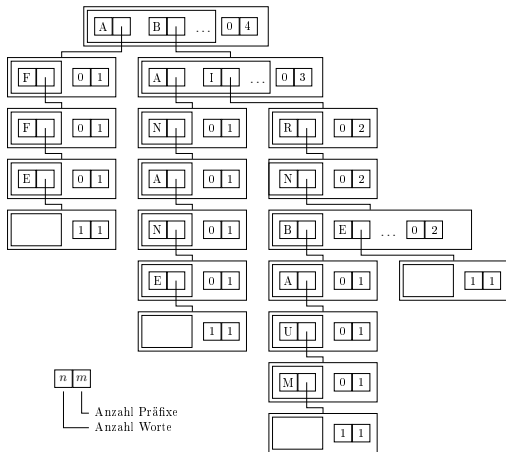 A B ... 0 4
F 0 1 A I ... 0 3
F 0 1 N 0 1 R 0 2
E 0 1 A 0 1 N 0 2
1 1 N 0 1 B E ... 0 2
E 0 1 A 0 1 1 1
1 1 U 0 1
n m M 0 1
Anzahl Präfixe
Anzahl Worte
1 1